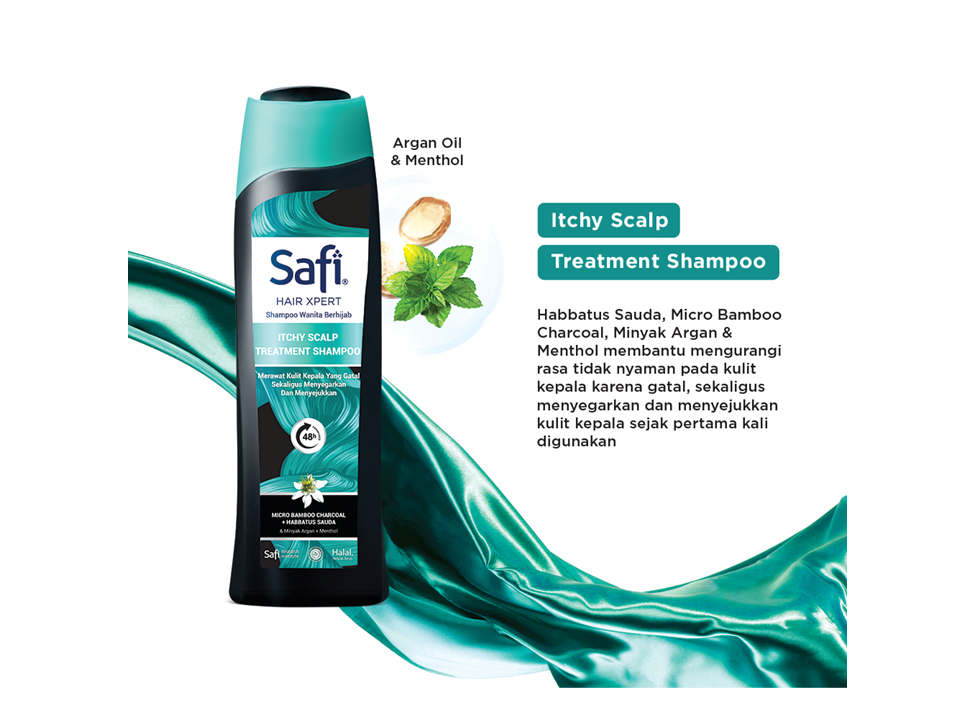 Argan Oil
& Menthol
Safi®
HAIR XPERT
Shampoo Wanita Berhijab
ITCHY SCALP
TREATMENT SHAMPOO
Merawat Kulit Kepala Yang Gatal
Sekaligus Menyegarkan
Dan Menyejukkan
48h
MICRO BAMBOO CHARCOAL
+ HABBATUS SAUDA
& Minyak Argan + Menthol
Safi research institute
Halal,
Itchy Scalp
Treatment Shampoo
Habbatus Sauda, Micro Bamboo
Charcoal, Minyak Argan &
Menthol membantu mengurangi
rasa tidak nyaman pada kulit
kepala karena gatal, sekaligus
menyegarkan dan menyejukkan
kulit kepala sejak pertama kali
digunakan